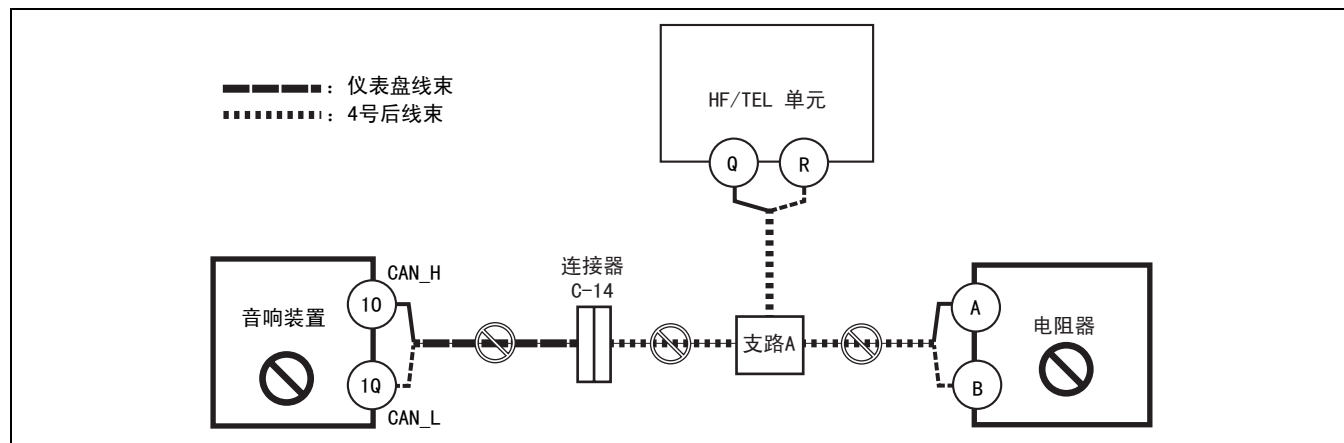 ：仪表盘线束
：4号后线束
HF/TEL 单元
Q
R
音响装置
1O
CAN_H
1Q
CAN_L
连接器
C-14
支路A
A
B
电阻器